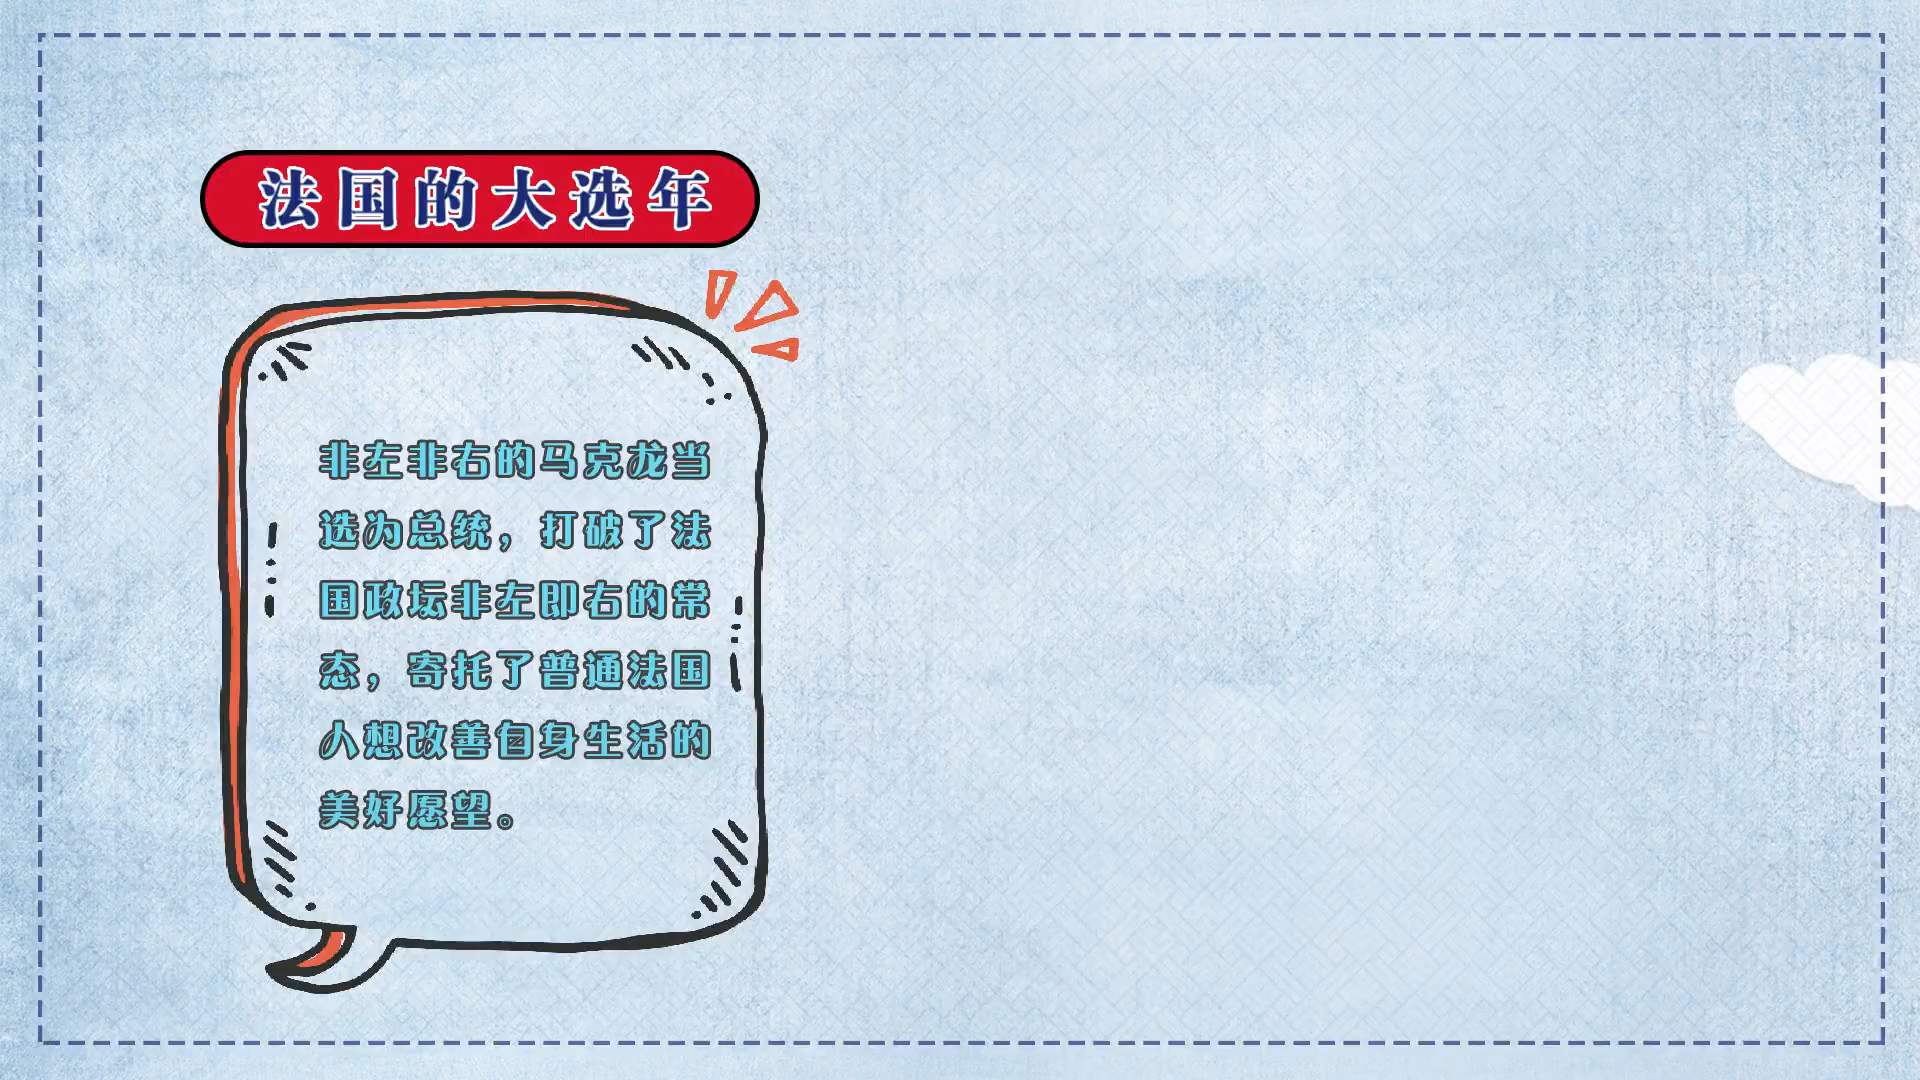 法国的大选年
非左非右的马克龙当
选为总统，打破了法
国政坛非左即右的常
态，寄托了普通法国
人想改善自身生活的
美好愿望。